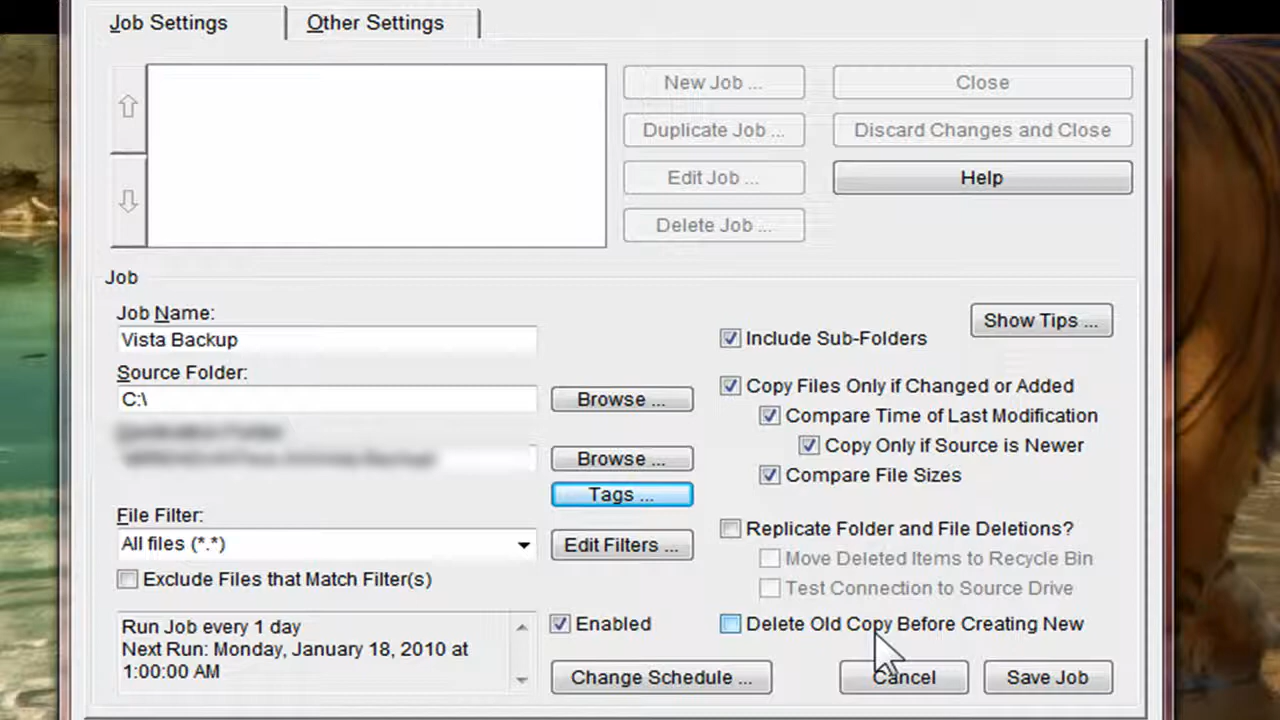 Job Settings
Other Settings
New Job ...
Close
Duplicate Job ...
Discard Changes and Close
Edit Job ...
Help
Delete Job ...
Job
Job Name:
Show Tips ...
Vista Backup
Include Sub-Folders
Source Folder:
C:\
Browse ...
Copy Files Only if Changed or Added
Compare Time of Last Modification
Copy Only if Source is Newer
Browse ...
Compare File Sizes
Tags ...
File Filter:
Replicate Folder and File Deletions?
All files (*.*)
Edit Filters ...
Move Deleted Items to Recycle Bin
Exclude Files that Match Filter(s)
Test Connection to Source Drive
Run Job every 1 day
Next Run: Monday, January 18, 2010 at
1:00:00 AM
Enabled
Delete Old Copy Before Creating New
Change Schedule ...
Cancel
Save Job